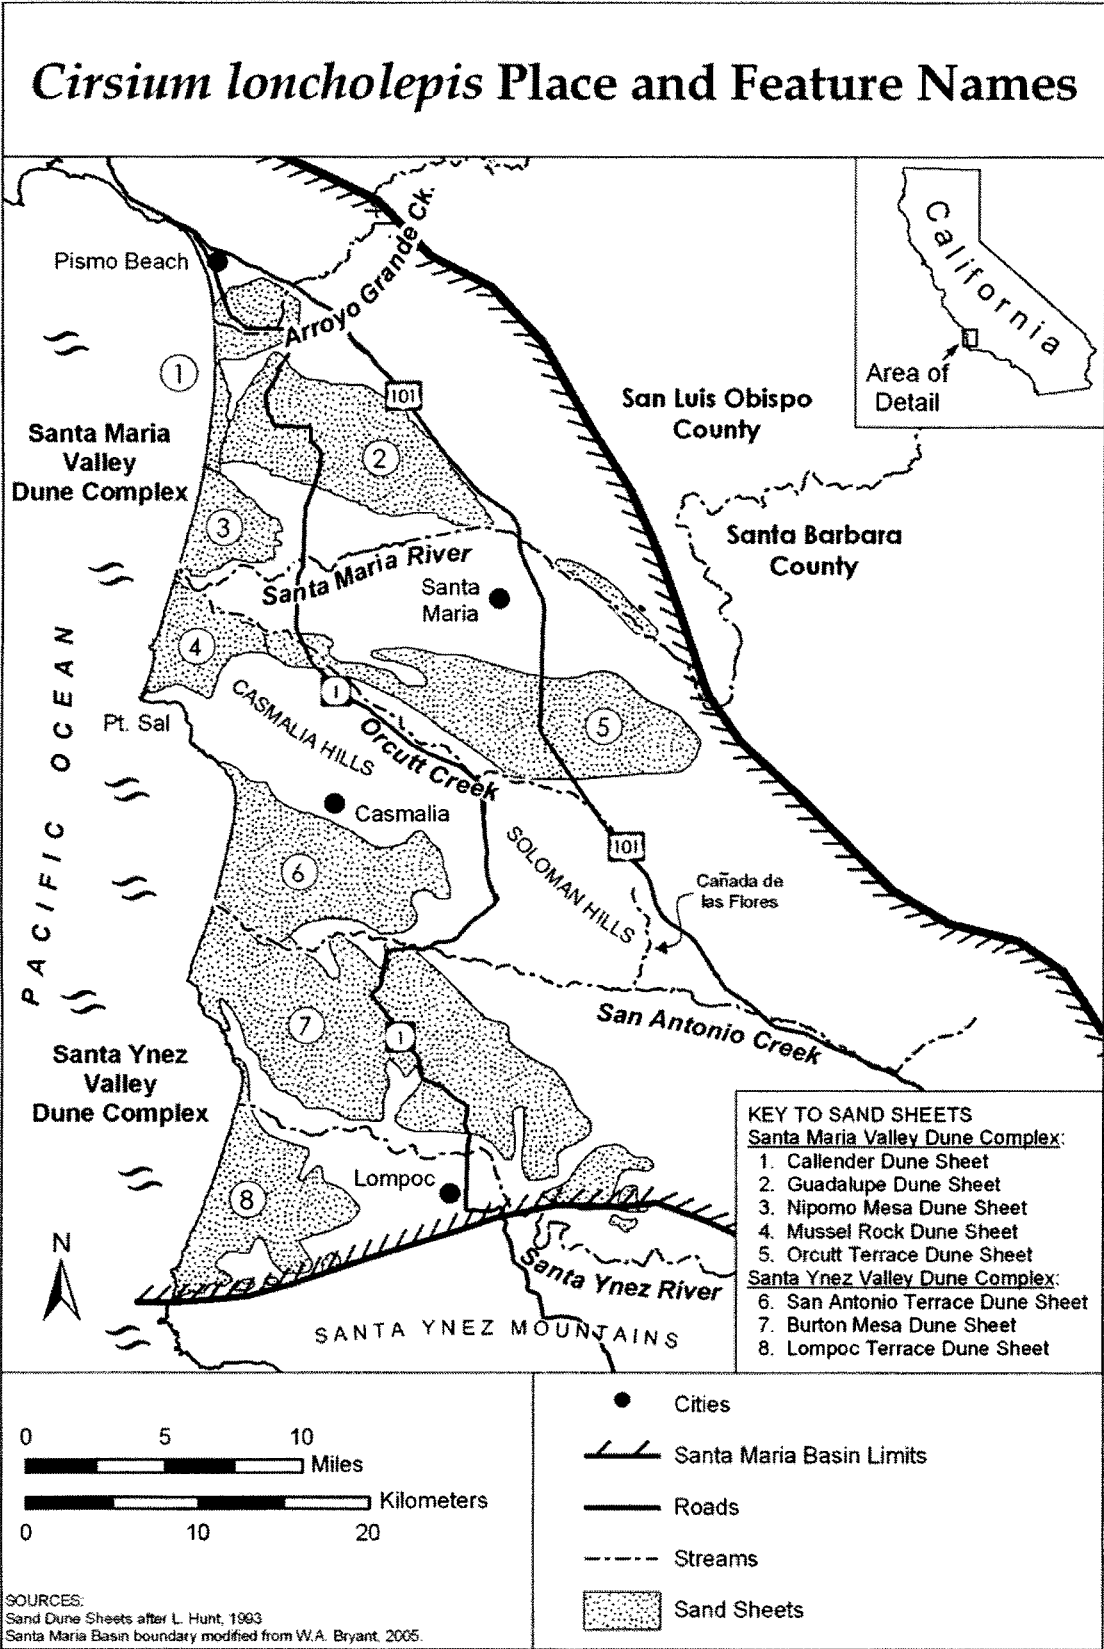 Cirsium loncholepis Place and Feature Names
California
Area of
Detail
Pismo Beach
Arroyo Grande Ck.
1
101
San Luis Obispo
County
Santa Maria
Valley
Dune Complex
2
3
Santa Barbara
County
Santa Maria River
Santa
Maria
4
PACIFIC OCEAN
1
CASMALIA HILLS
Pt. Sal
Orcutt Creek
5
Casmalia
SOLOMAN HILLS
101
6
Cañada de
las Flores
San Antonio Creek
7
1
Santa Ynez
Valley
Dune Complex
Lompoc
8
N
Santa Ynez River
SANTA YNEZ MOUNTAINS
KEY TO SAND SHEETS
Santa Maria Valley Dune Complex:
1. Callender Dune Sheet
2. Guadalupe Dune Sheet
3. Nipomo Mesa Dune Sheet
4. Mussel Rock Dune Sheet
5. Orcutt Terrace Dune Sheet
Santa Ynez Valley Dune Complex:
6. San Antonio Terrace Dune Sheet
7. Burton Mesa Dune Sheet
8. Lompoc Terrace Dune Sheet
0 5 10
Miles
Kilometers
0 10 20
Cities
Santa Maria Basin Limits
Roads
Streams
Sand Sheets
SOURCES:
Sand Dune Sheets after L. Hunt, 1993
Santa Maria Basin boundary modified from W.A. Bryant, 2005.